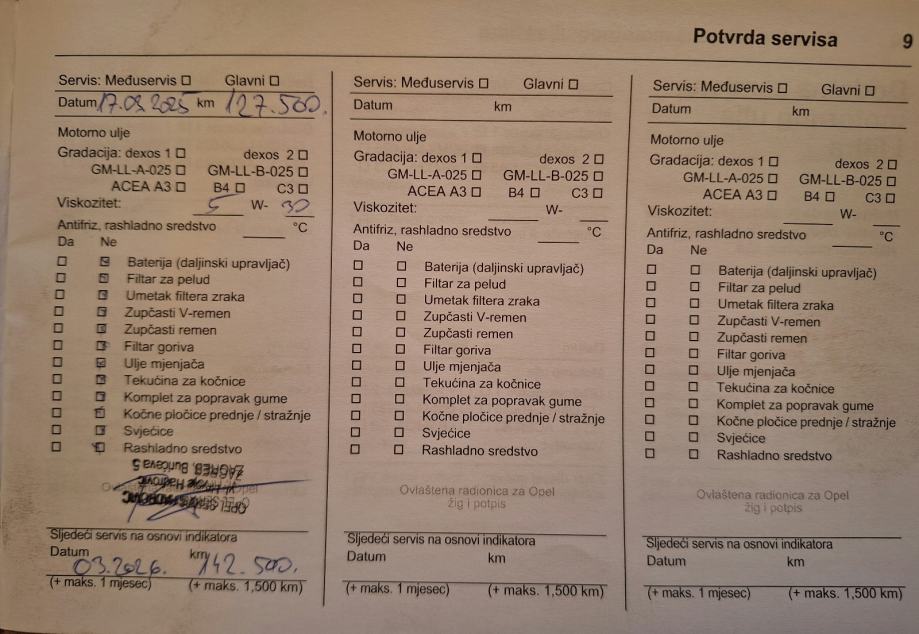 Potvrda servisa 9
Servis: Međuservis □ Glavni □
Datum 17.03.2025 km 127.500.
Motorno ulje
Gradacija: dexos 1 □ dexos 2 □
GM-LL-A-025 □ GM-LL-B-025 □
ACEA A3 □ B4 □ C3 □
Viskozitet: 5 W- 30
Antifriz, rashladno sredstvo ____ °C
Da Ne
Baterija (daljinski upravljač)
Filtar za pelud
Umetak filtera zraka
Zupčasti V-remen
Zupčasti remen
Filtar goriva
Ulje mjenjača
Tekućina za kočnice
Komplet za popravak gume
Kočne pločice prednje / stražnje
Svjećice
Rashladno sredstvo
ZAGREB, Burićeva 5
OPEL
Sljedeći servis na osnovi indikatora
Datum km
03.2026. 142.500.
(+ maks. 1 mjesec) (+ maks. 1,500 km)
Servis: Međuservis □ Glavni □
Datum km
Motorno ulje
Gradacija: dexos 1 □ dexos 2 □
GM-LL-A-025 □ GM-LL-B-025 □
ACEA A3 □ B4 □ C3 □
Viskozitet: ____ W- ____
Antifriz, rashladno sredstvo ____ °C
Da Ne
Baterija (daljinski upravljač)
Filtar za pelud
Umetak filtera zraka
Zupčasti V-remen
Zupčasti remen
Filtar goriva
Ulje mjenjača
Tekućina za kočnice
Komplet za popravak gume
Kočne pločice prednje / stražnje
Svjećice
Rashladno sredstvo
Ovlaštena radionica za Opel
žig i potpis
Sljedeći servis na osnovi indikatora
Datum km
(+ maks. 1 mjesec) (+ maks. 1,500 km)
Servis: Međuservis □ Glavni □
Datum km
Motorno ulje
Gradacija: dexos 1 □ dexos 2 □
GM-LL-A-025 □ GM-LL-B-025 □
ACEA A3 □ B4 □ C3 □
Viskozitet: ____ W- ____
Antifriz, rashladno sredstvo ____ °C
Da Ne
Baterija (daljinski upravljač)
Filtar za pelud
Umetak filtera zraka
Zupčasti V-remen
Zupčasti remen
Filtar goriva
Ulje mjenjača
Tekućina za kočnice
Komplet za popravak gume
Kočne pločice prednje / stražnje
Svjećice
Rashladno sredstvo
Ovlaštena radionica za Opel
žig i potpis
Sljedeći servis na osnovi indikatora
Datum km
(+ maks. 1 mjesec) (+ maks. 1,500 km)